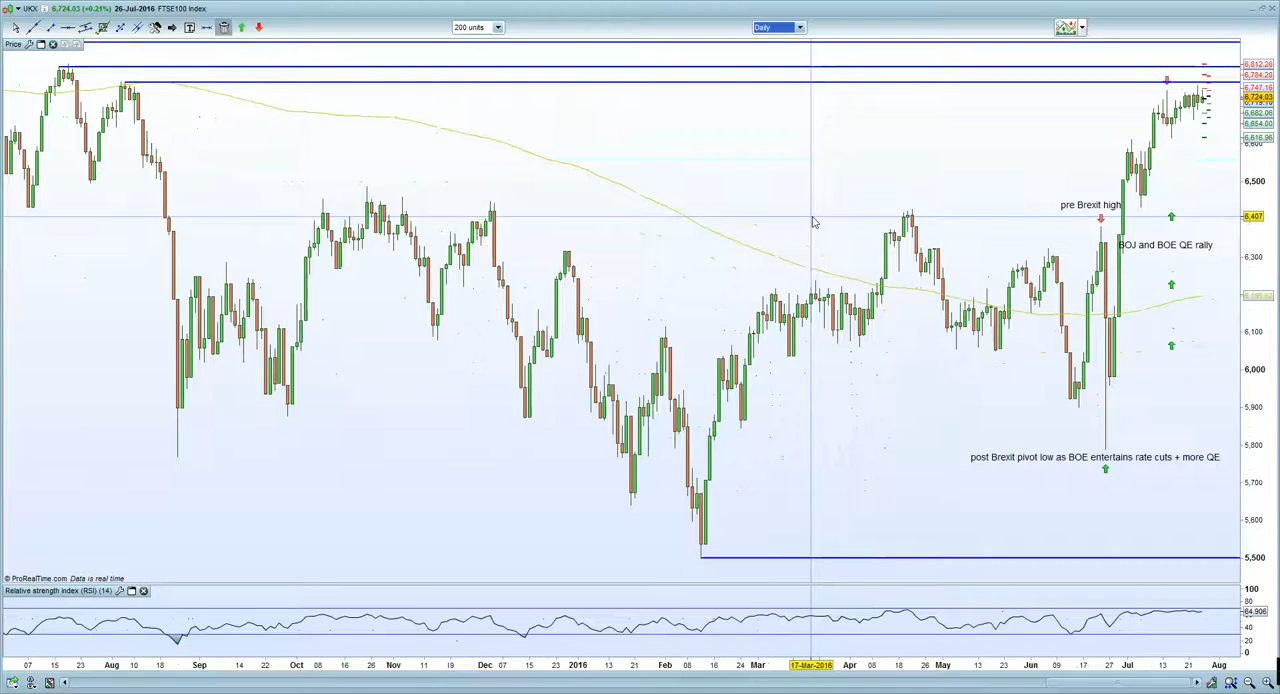 UKX 6,724.03 (+0.21%) 26-Jul-2016 FTSE100 Index
200 units
Daily
Price
6,812.26
6,784.20
6,747.16
6,724.03
6,682.06
6,654.00
6,616.96
6,600
6,500
6,407
6,300
6,100
6,000
5,900
5,800
5,700
5,600
5,500
pre Brexit high
BOJ and BOE QE rally
post Brexit pivot low as BOE entertains rate cuts + more QE
© ProRealTime.com Data is real time
Relative strength index (RSI) (14)
100
80
64.906
40
20
0
07 15 22 Aug 10 18 Sep 14 22 Oct 08 16 26 Nov 11 19 Dec 07 15 23 2016 18 26 Feb 08 16 24 Mar 17-Mar-2016 Apr 08 18 26 May 13 23 Jun 09 17 27 Jul 13 21 Aug